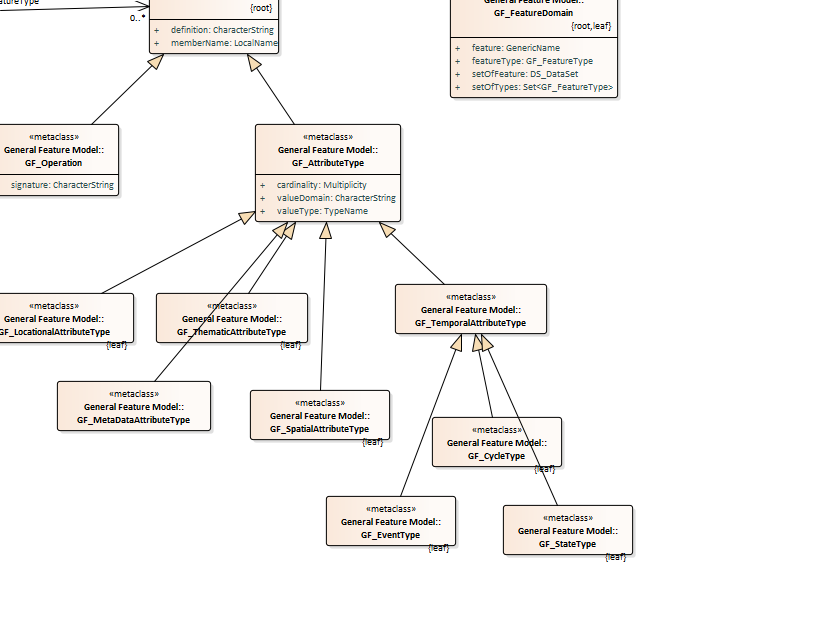 {root}
0..*
+ definition: CharacterString
+ memberName: LocalName
General Feature Model::
GF_FeatureDomain
{root,leaf}
+ feature: GenericName
+ featureType: GF_FeatureType
+ setOfFeature: DS_DataSet
+ setOfTypes: Set<GF_FeatureType>
«metaclass»
General Feature Model::
GF_Operation
signature: CharacterString
«metaclass»
General Feature Model::
GF_AttributeType
+ cardinality: Multiplicity
+ valueDomain: CharacterString
+ valueType: TypeName
«metaclass»
General Feature Model::
GF_LocationalAttributeType
{leaf}
«metaclass»
General Feature Model::
GF_ThematicAttributeType
{leaf}
«metaclass»
General Feature Model::
GF_TemporalAttributeType
«metaclass»
General Feature Model::
GF_MetaDataAttributeType
«metaclass»
General Feature Model::
GF_SpatialAttributeType
{leaf}
«metaclass»
General Feature Model::
GF_CycleType
{leaf}
«metaclass»
General Feature Model::
GF_EventType
{leaf}
«metaclass»
General Feature Model::
GF_StateType
{leaf}